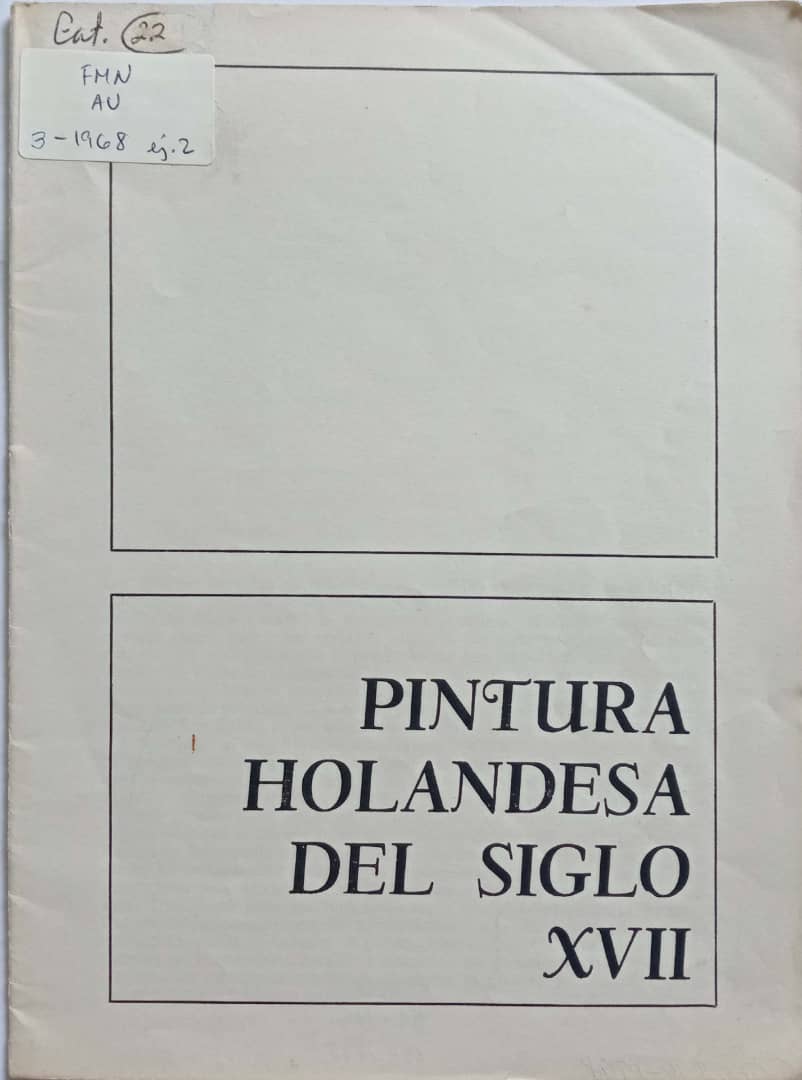 Cat. 22
FMN
AU
3-1968 ej.2
PINTURA
HOLANDESA
DEL SIGLO
XVII